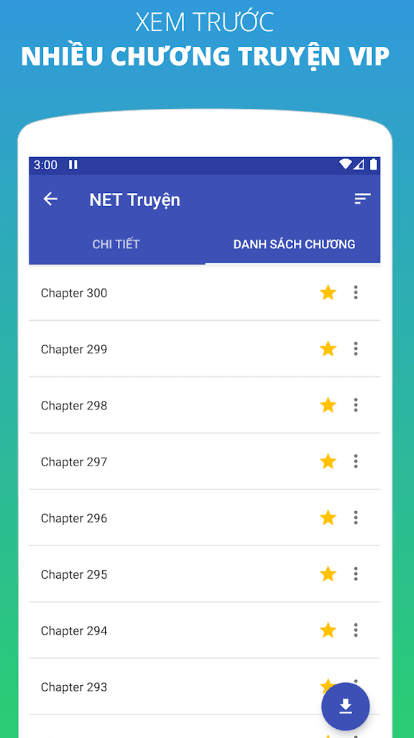 XEM TRƯỚC
NHIỀU CHƯƠNG TRUYỆN VIP
3:00
NET Truyện
CHI TIẾT
DANH SÁCH CHƯƠNG
Chapter 300
Chapter 299
Chapter 298
Chapter 297
Chapter 296
Chapter 295
Chapter 294
Chapter 293